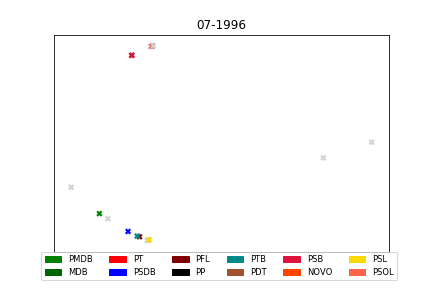 07-1996
PMDB PT PFL PTB PSB PSL
MDB PSDB PP PDT NOVO PSOL